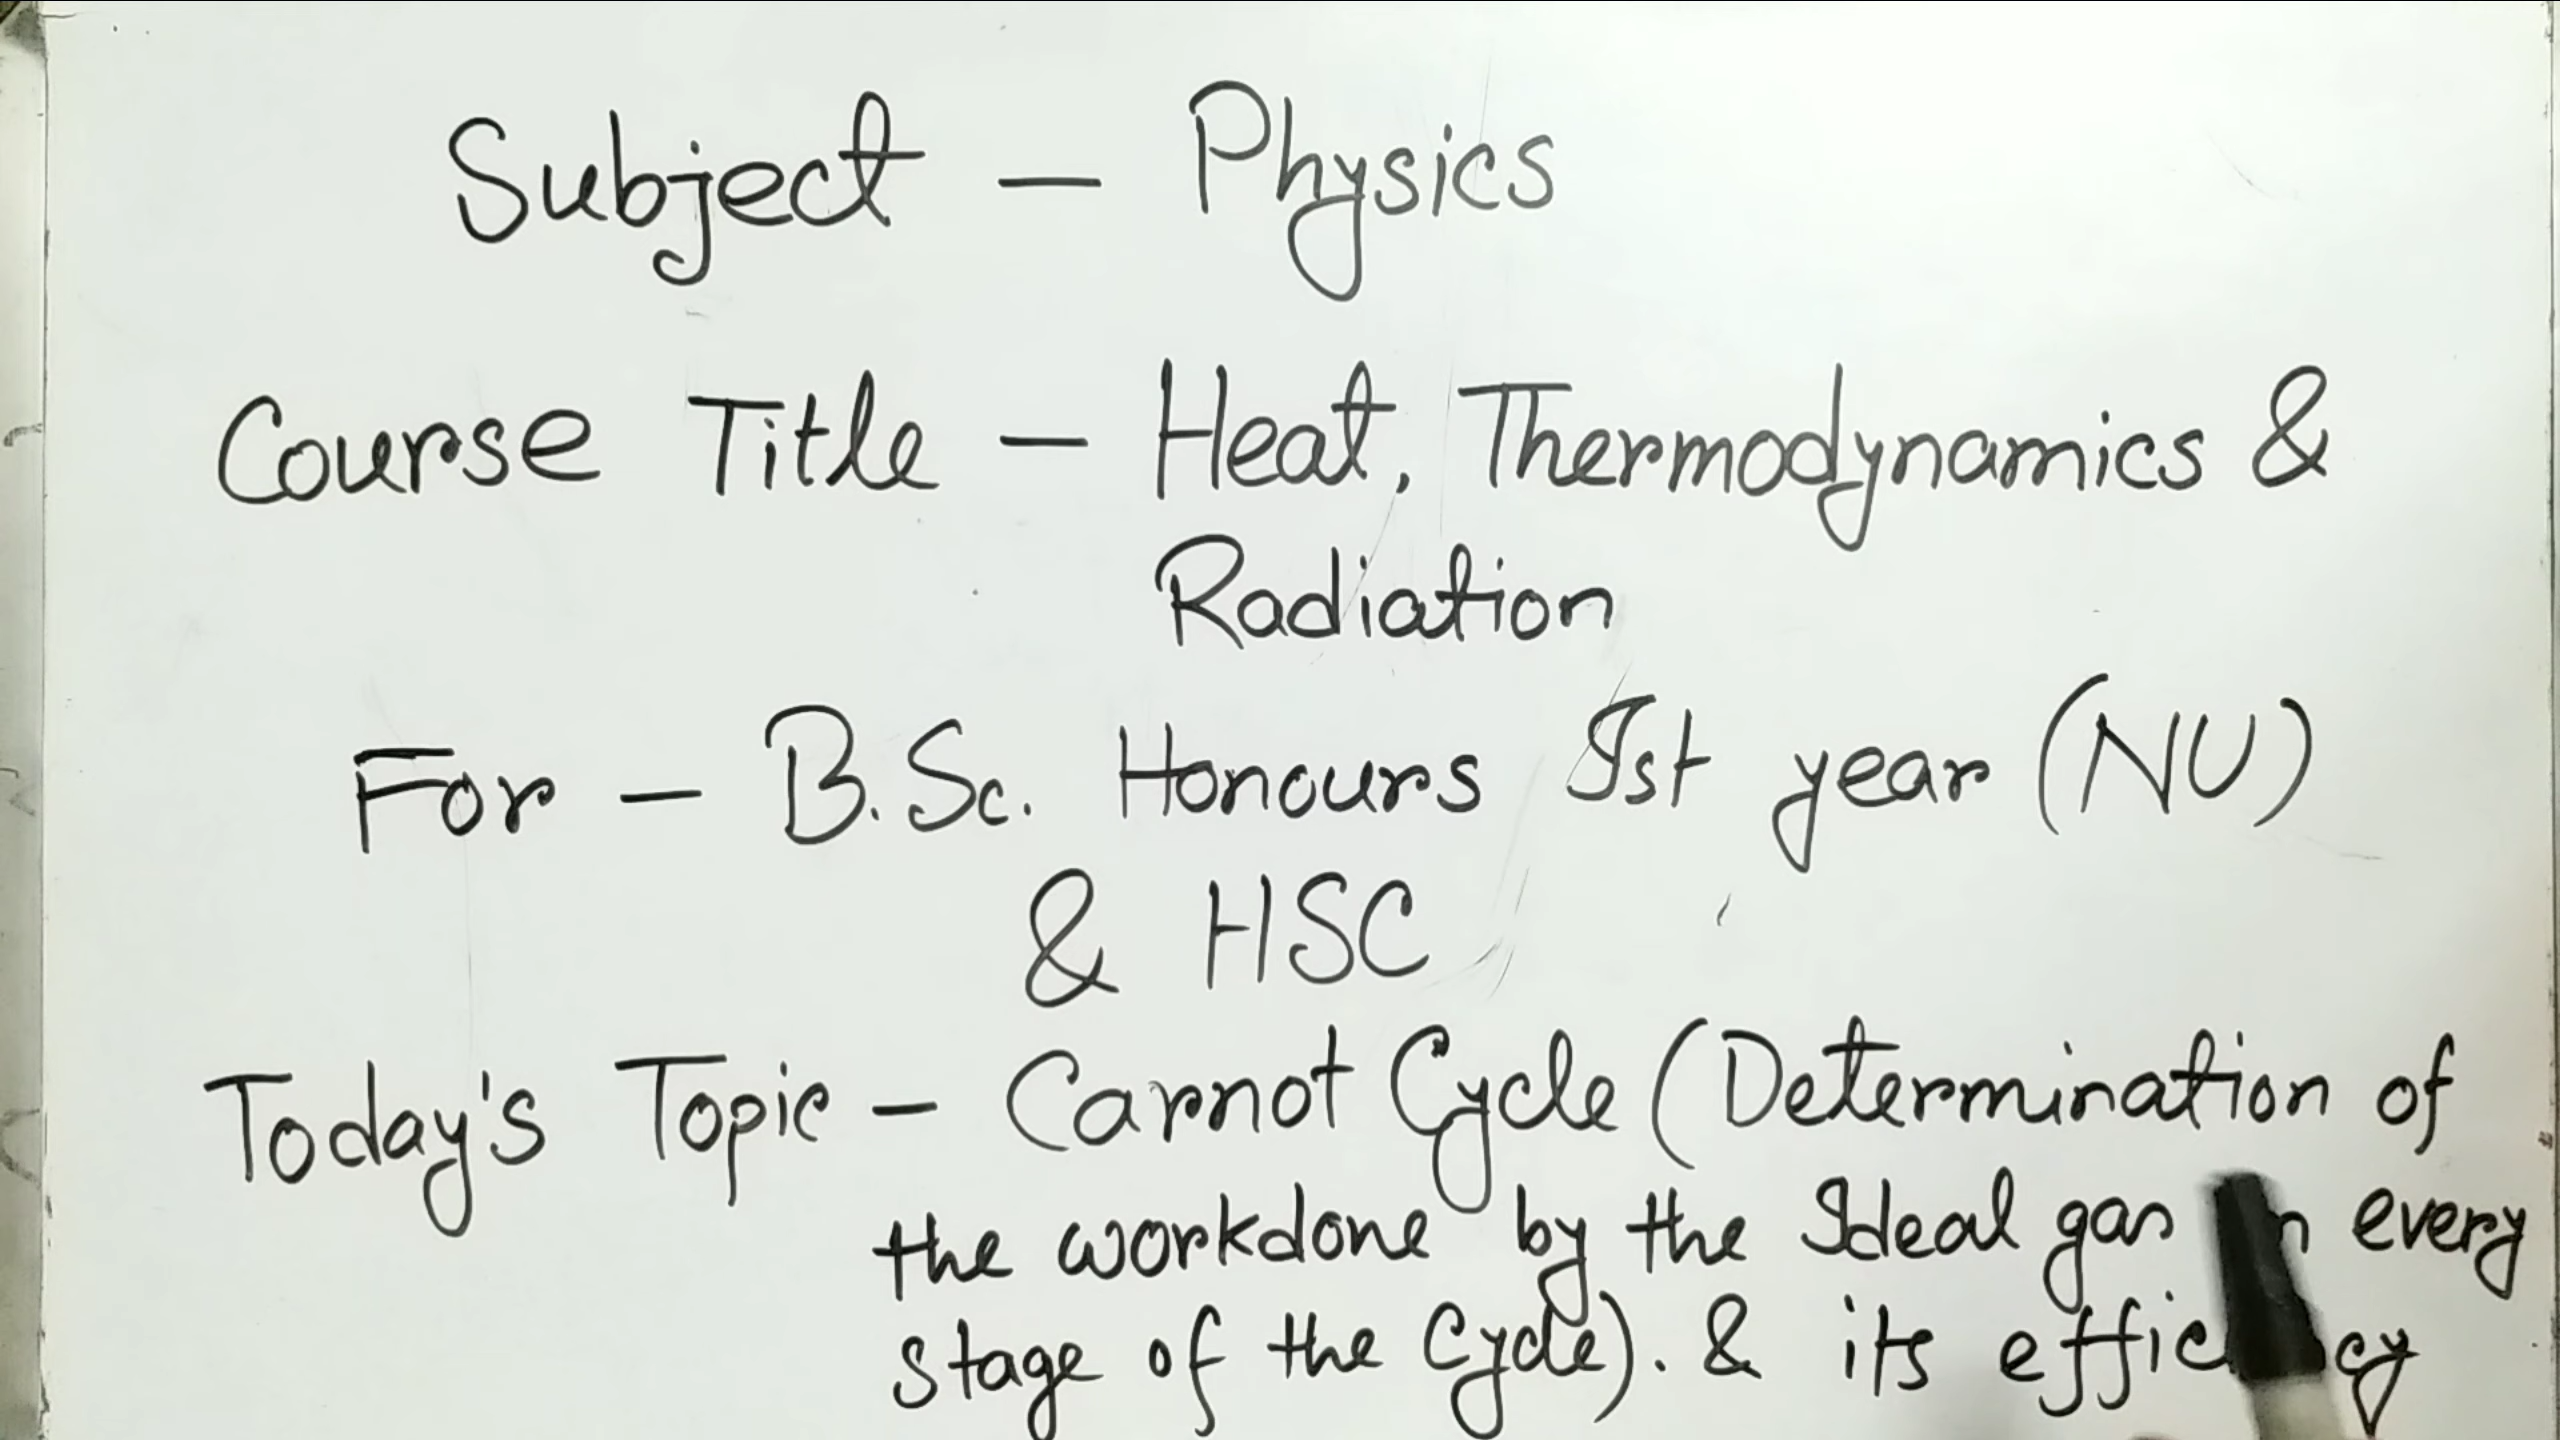 Subject – Physics
Course Title – Heat, Thermodynamics &
Radiation
For – B.Sc. Honours Ist year (NU)
& HSC
Today's Topic – Carnot Cycle (Determination of
the workdone by the Ideal gas every
stage of the Cycle). & its